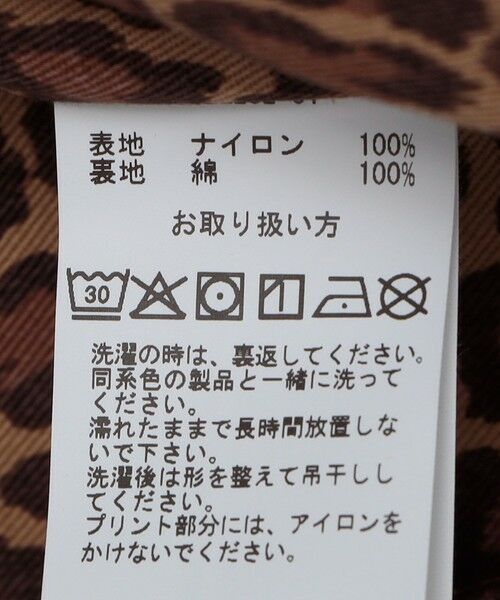 表地 ナイロン 100%
裏地 綿 100%
お取り扱い方
30
洗濯の時は、裏返してください。
同系色の製品と一緒に洗って
ください。
濡れたままで長時間放置しな
いで下さい。
洗濯後は形を整えて吊干しし
てください。
プリント部分には、アイロンを
かけないでください。